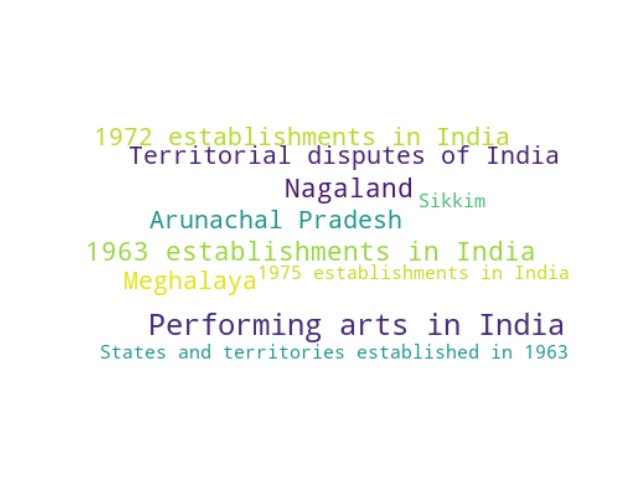 1972 establishments in India
Territorial disputes of India
Nagaland
Sikkim
Arunachal Pradesh
1963 establishments in India
1975 establishments in India
Meghalaya
Performing arts in India
States and territories established in 1963